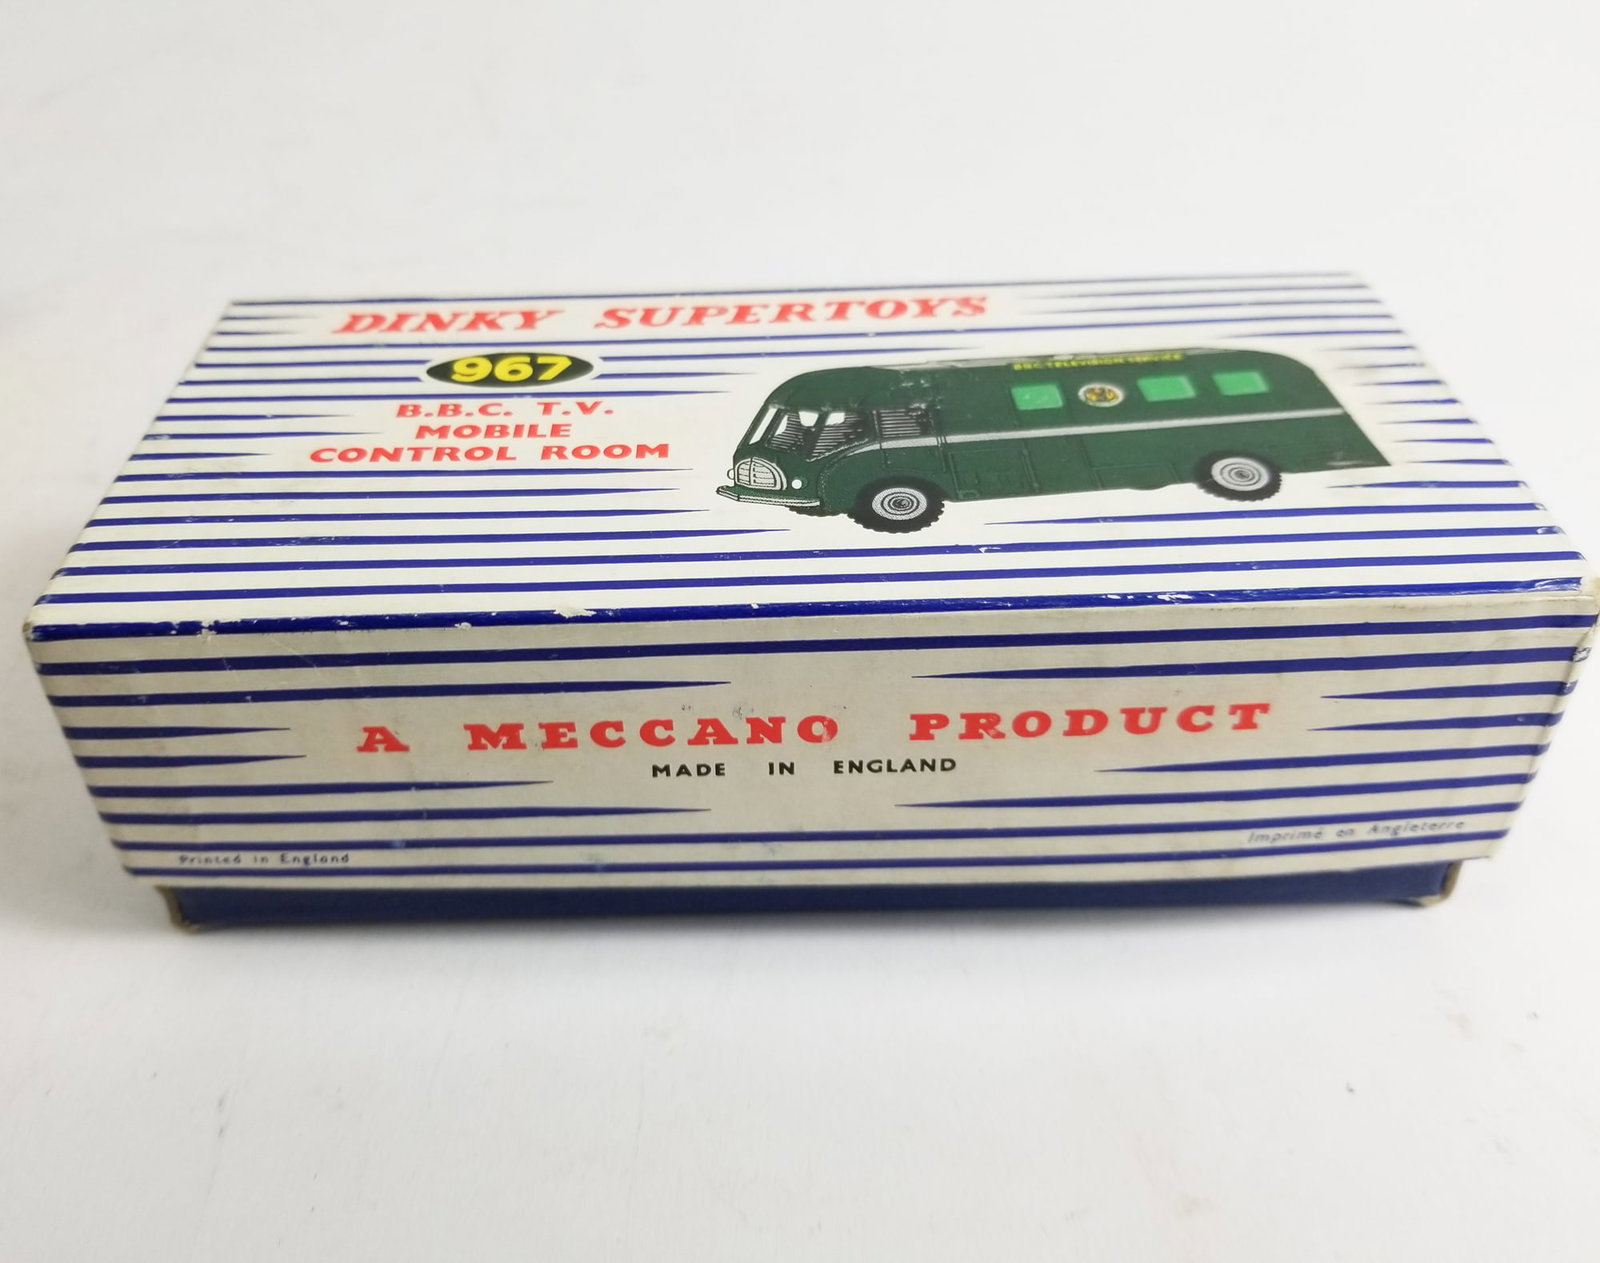 DINKY SUPERTOYS
967
B.B.C. T.V.
MOBILE
CONTROL ROOM
BBC TELEVISION SERVICE
A MECCANO PRODUCT
MADE IN ENGLAND
Printed in England
Imprimé en Angleterre